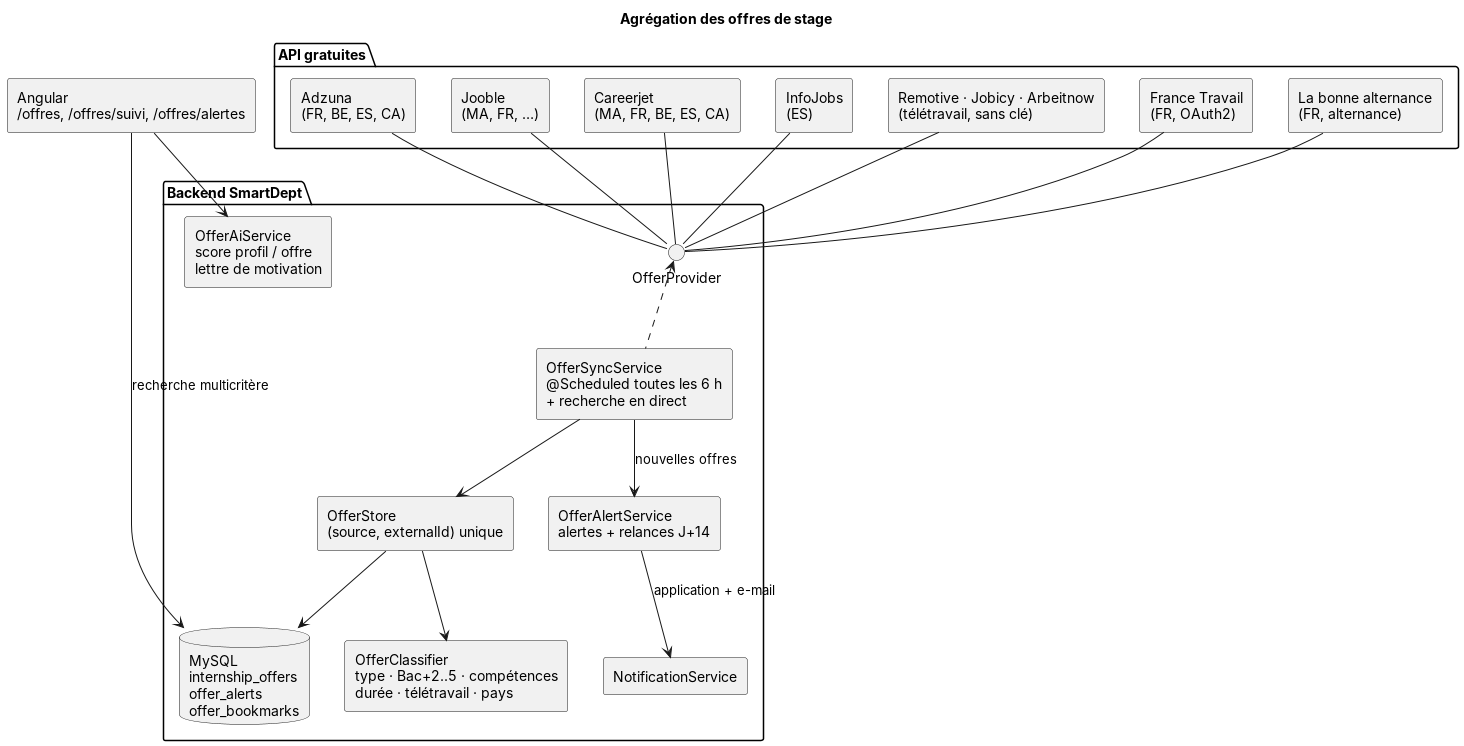 Agrégation des offres de stage
API gratuites
Angular
/offres, /offres/suivi, /offres/alertes
Adzuna
(FR, BE, ES, CA)
Jooble
(MA, FR, ...)
Careerjet
(MA, FR, BE, ES, CA)
InfoJobs
(ES)
Remotive · Jobicy · Arbeitnow
(télétravail, sans clé)
France Travail
(FR, OAuth2)
La bonne alternance
(FR, alternance)
Backend SmartDept
OfferAiService
score profil / offre
lettre de motivation
OfferProvider
OfferSyncService
@Scheduled toutes les 6 h
+ recherche en direct
recherche multicritère
nouvelles offres
OfferStore
(source, externalId) unique
OfferAlertService
alertes + relances J+14
application + e-mail
MySQL
internship_offers
offer_alerts
offer_bookmarks
OfferClassifier
type · Bac+2..5 · compétences
durée · télétravail · pays
NotificationService